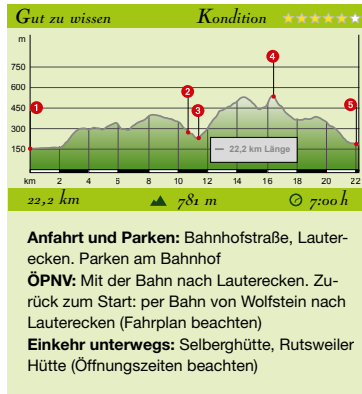 Gut zu wissen Kondition
m
750
600
450
300
150
1
2
3
4
5
22,2 km Länge
km 2 4 5 8 10 12 14 16 18 20 22
22,2 km 781 m 7:00 h
Anfahrt und Parken: Bahnhofstraße, Lauter-
ecken. Parken am Bahnhof
ÖPNV: Mit der Bahn nach Lauterecken. Zu-
rück zum Start: per Bahn von Wolfstein nach
Lauterecken (Fahrplan beachten)
Einkehr unterwegs: Selberghütte, Rutsweiler
Hütte (Öffnungszeiten beachten)